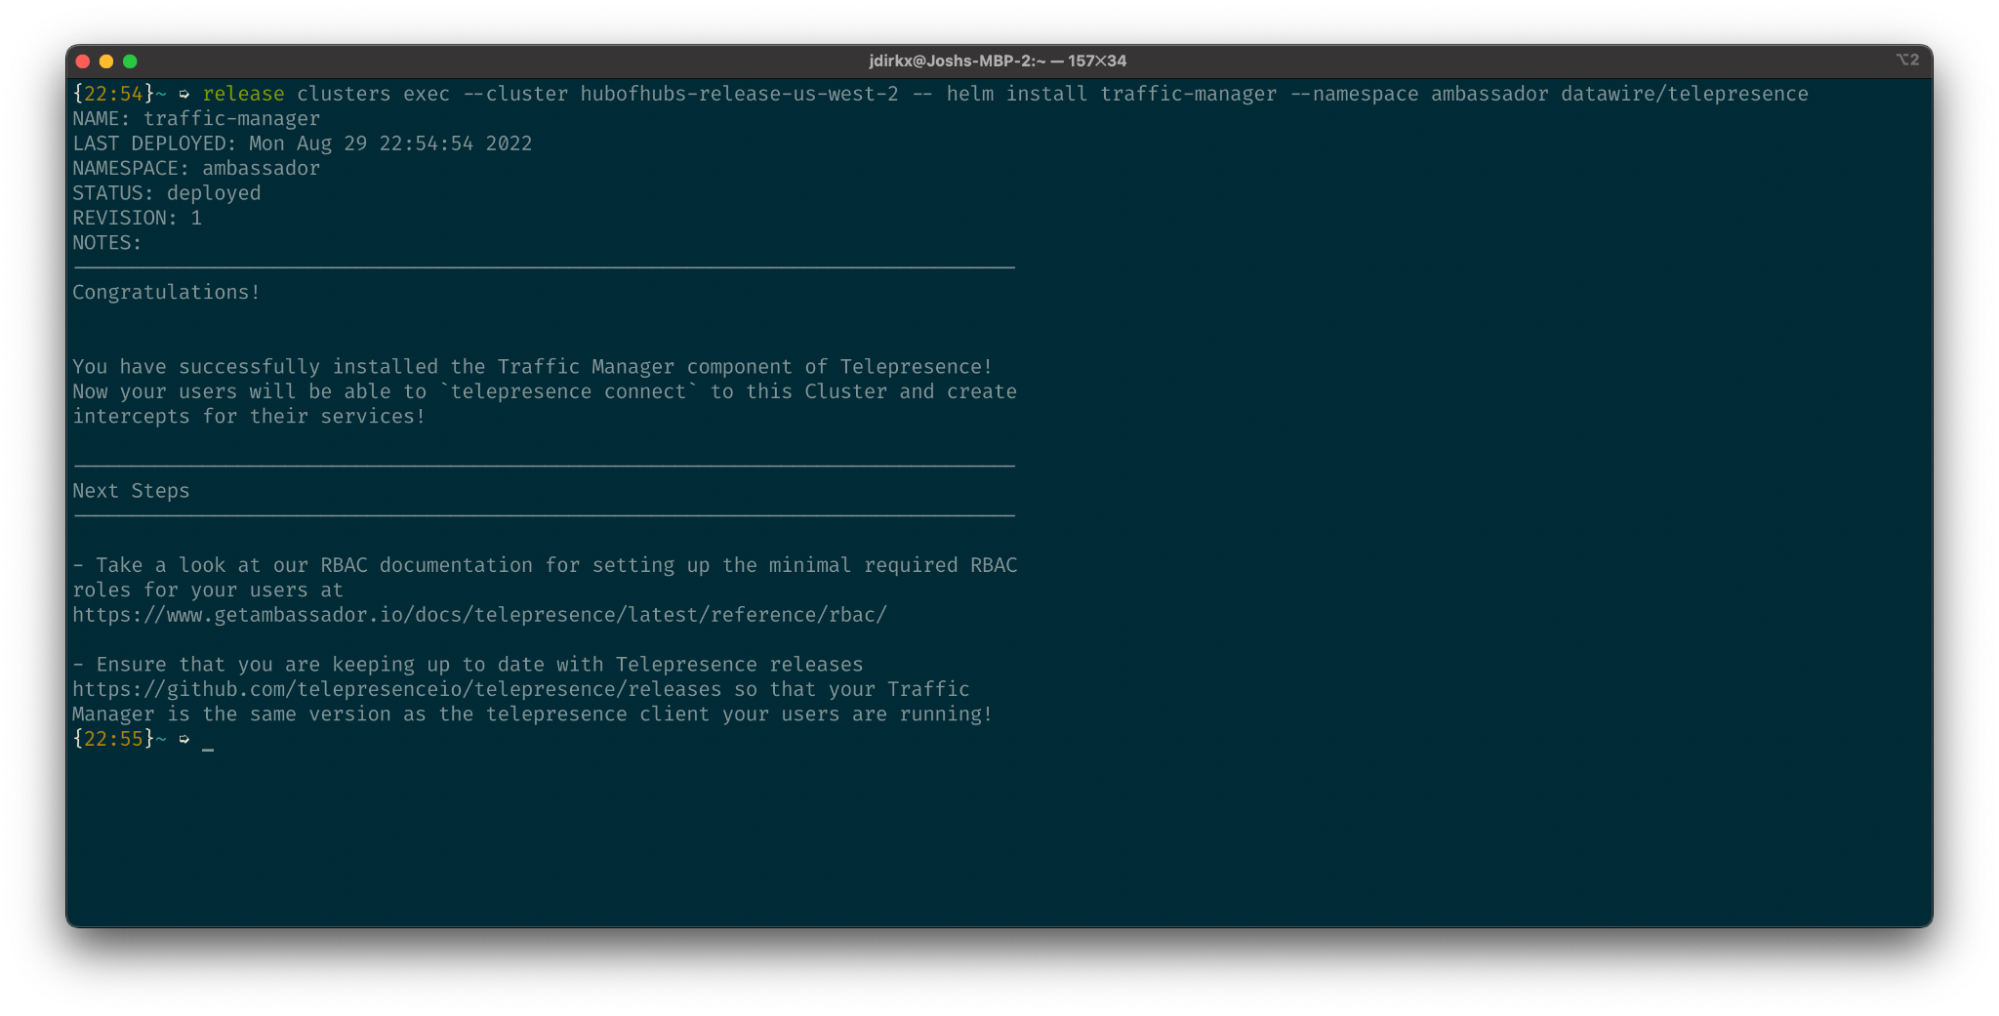 jdirkx@Joshs-MBP-2:~ — 157×34
⌥2
{22:54}~ ➭ release clusters exec --cluster hubofhubs-release-us-west-2 -- helm install traffic-manager --namespace ambassador datawire/telepresence
NAME: traffic-manager
LAST DEPLOYED: Mon Aug 29 22:54:54 2022
NAMESPACE: ambassador
STATUS: deployed
REVISION: 1
NOTES:
--------------------------------------------------------------------------------
Congratulations!
You have successfully installed the Traffic Manager component of Telepresence!
Now your users will be able to `telepresence connect` to this Cluster and create
intercepts for their services!
--------------------------------------------------------------------------------
Next Steps
--------------------------------------------------------------------------------
- Take a look at our RBAC documentation for setting up the minimal required RBAC
roles for your users at
https://www.getambassador.io/docs/telepresence/latest/reference/rbac/
- Ensure that you are keeping up to date with Telepresence releases
https://github.com/telepresenceio/telepresence/releases so that your Traffic
Manager is the same version as the telepresence client your users are running!
{22:55}~ ➭ _